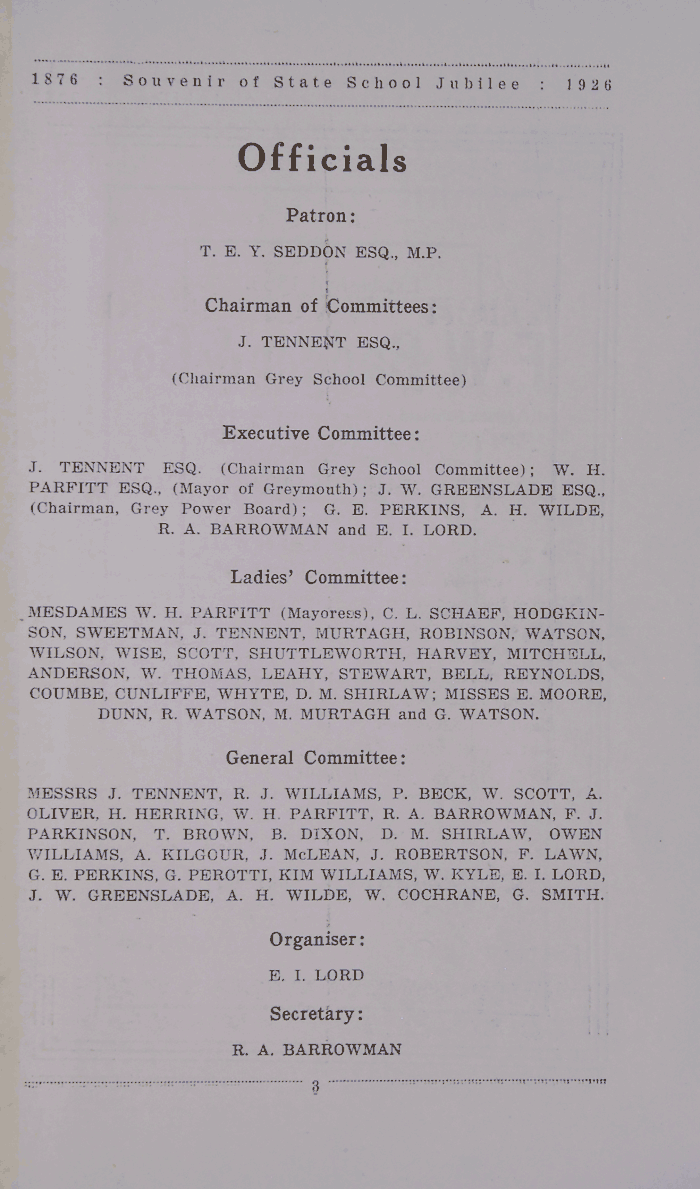 1876 : Souvenir of State School Jubilee : 1926
Officials
Patron:
T. E. Y. SEDDON ESQ., M.P.
Chairman of Committees:
J. TENNENT ESQ.,
(Chairman Grey School Committee)
Executive Committee:
J. TENNENT ESQ. (Chairman Grey School Committee); W. H.
PARFITT ESQ., (Mayor of Greymouth); J. W. GREENSLADE ESQ.,
(Chairman, Grey Power Board); G. E. PERKINS, A. H. WILDE,
R. A. BARROWMAN and E. I. LORD.
Ladies' Committee:
MESDAMES W. H. PARFITT (Mayoress), C. L. SCHAEF, HODGKIN-
SON, SWEETMAN, J. TENNENT, MURTAGH, ROBINSON, WATSON,
WILSON, WISE, SCOTT, SHUTTLEWORTH, HARVEY, MITCHELL,
ANDERSON, W. THOMAS, LEAHY, STEWART, BELL, REYNOLDS,
COUMBE, CUNLIFFE, WHYTE, D. M. SHIRLAW; MISSES E. MOORE,
DUNN, R. WATSON, M. MURTAGH and G. WATSON.
General Committee:
MESSRS J. TENNENT, R. J. WILLIAMS, P. BECK, W. SCOTT, A.
OLIVER, H. HERRING, W. H. PARFITT, R. A. BARROWMAN, F. J.
PARKINSON, T. BROWN, B. DIXON, D. M. SHIRLAW, OWEN
WILLIAMS, A. KILGOUR, J. McLEAN, J. ROBERTSON, F. LAWN,
G. E. PERKINS, G. PEROTTI, KIM WILLIAMS, W. KYLE, E. I. LORD,
J. W. GREENSLADE, A. H. WILDE, W. COCHRANE, G. SMITH.
Organiser:
E. I. LORD
Secretary:
R. A. BARROWMAN
3